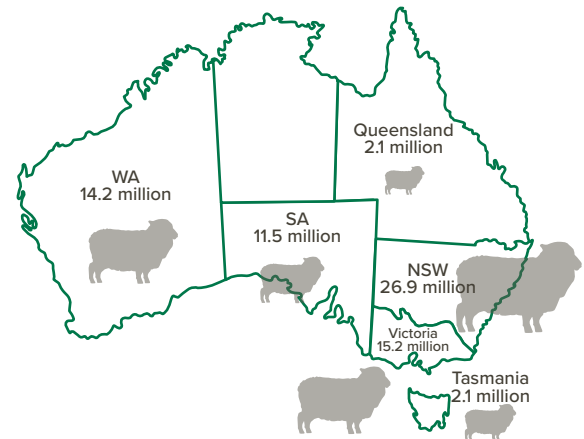 Queensland
2.1 million
WA
14.2 million
SA
11.5 million
NSW
26.9 million
Victoria
15.2 million
Tasmania
2.1 million